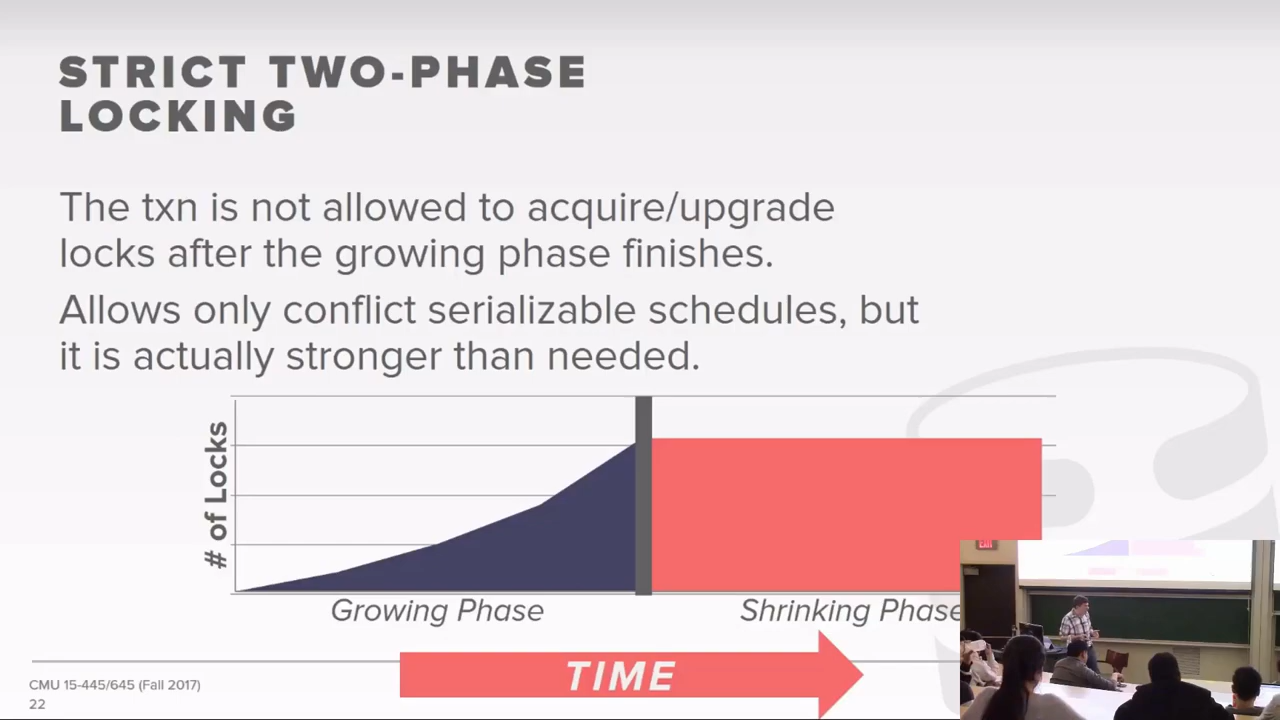 STRICT TWO-PHASE
LOCKING
The txn is not allowed to acquire/upgrade
locks after the growing phase finishes.
Allows only conflict serializable schedules, but
it is actually stronger than needed.
# of Locks
Growing Phase
Shrinking Phase
TIME
CMU 15-445/645 (Fall 2017)
22
EXIT